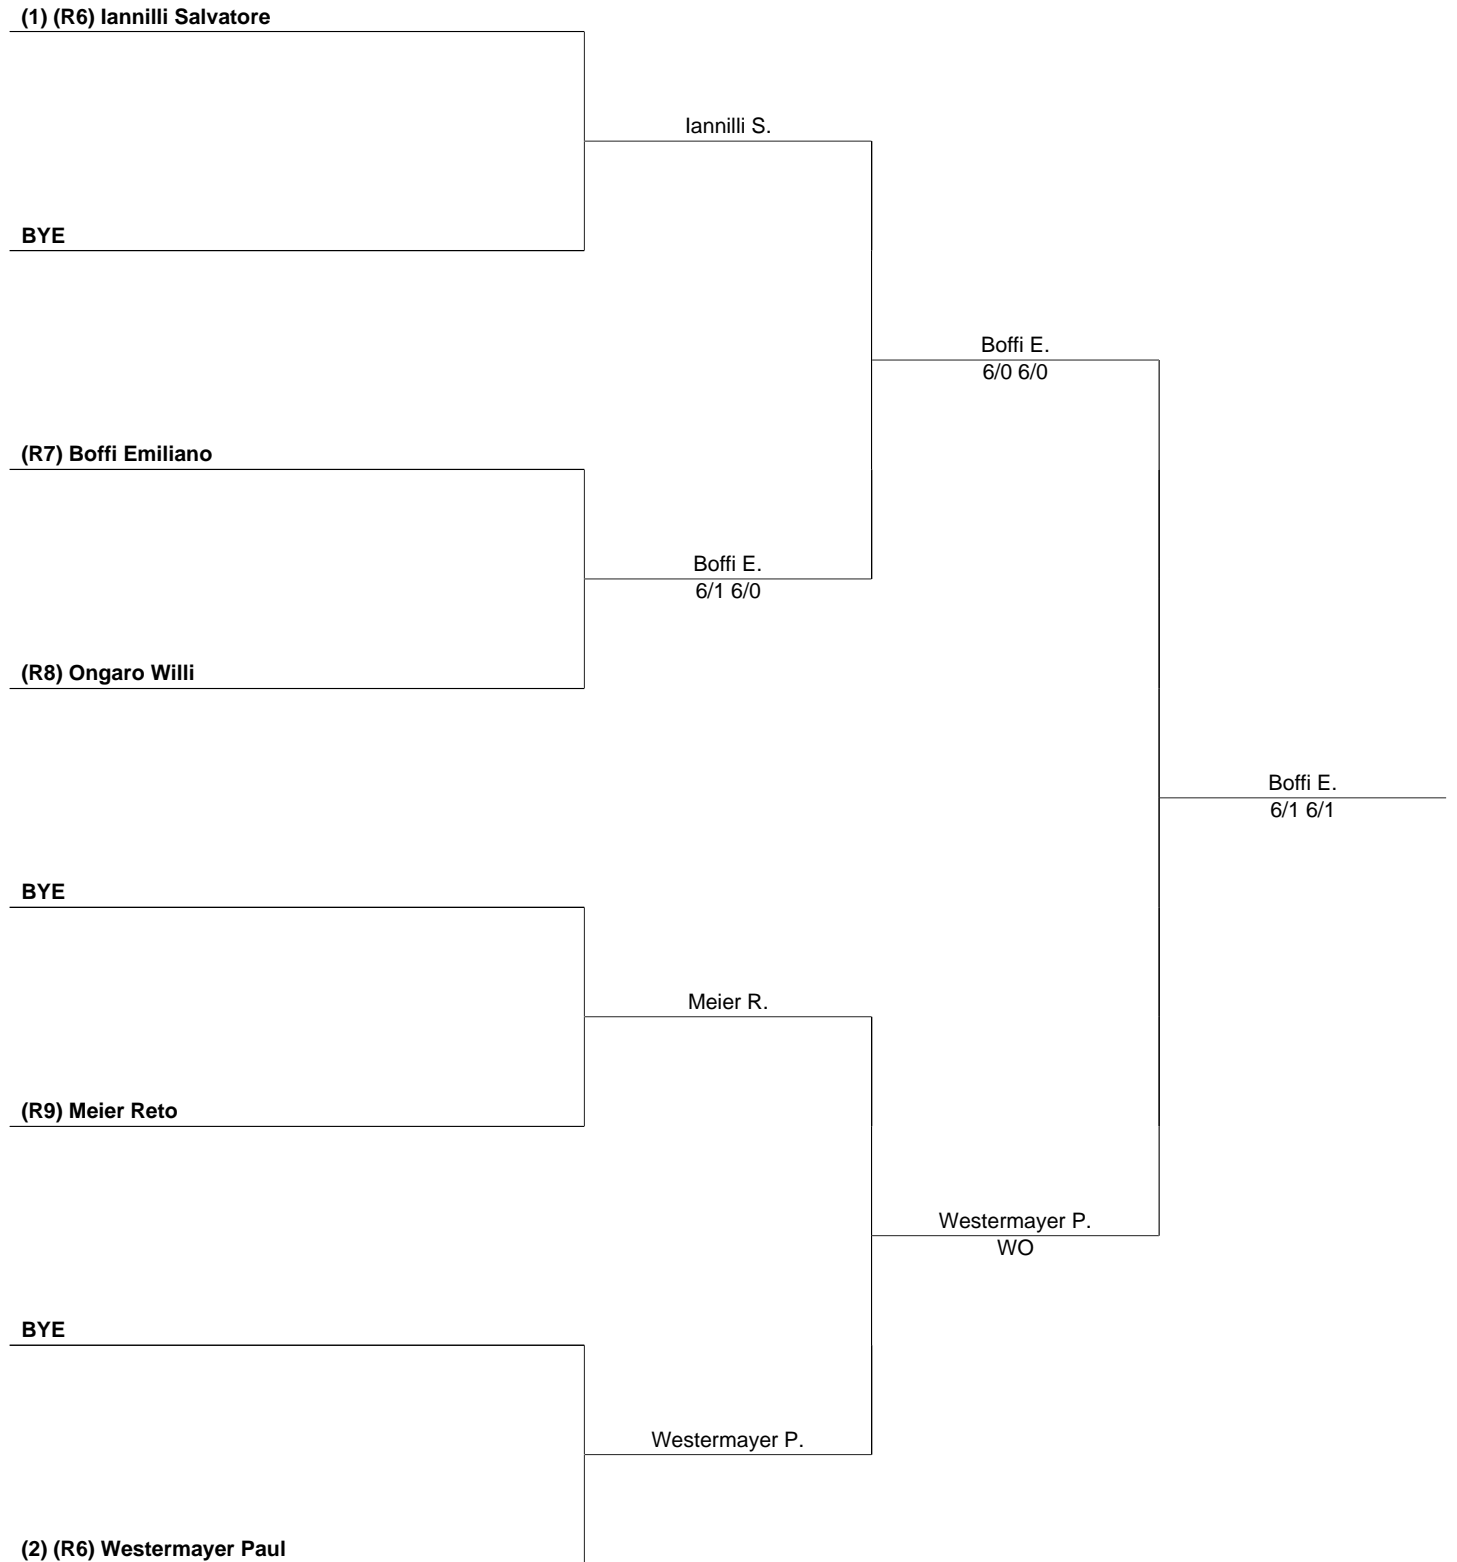 (1) (R6) Iannilli Salvatore
Iannilli S.
BYE
Boffi E.
6/0 6/0
(R7) Boffi Emiliano
Boffi E.
6/1 6/0
(R8) Ongaro Willi
Boffi E.
6/1 6/1
BYE
Meier R.
(R9) Meier Reto
Westermayer P.
WO
BYE
Westermayer P.
(2) (R6) Westermayer Paul